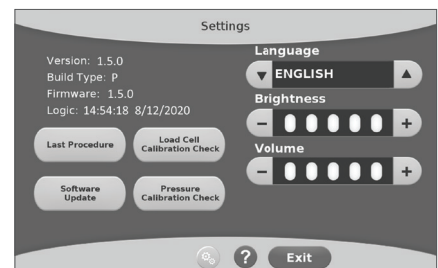 Settings
Version: 1.5.0
Build Type: P
Firmware: 1.5.0
Logic: 14:54:18 8/12/2020
Last Procedure
Load Cell
Calibration Check
Software
Update
Pressure
Calibration Check
Language
ENGLISH
Brightness
Volume
? Exit